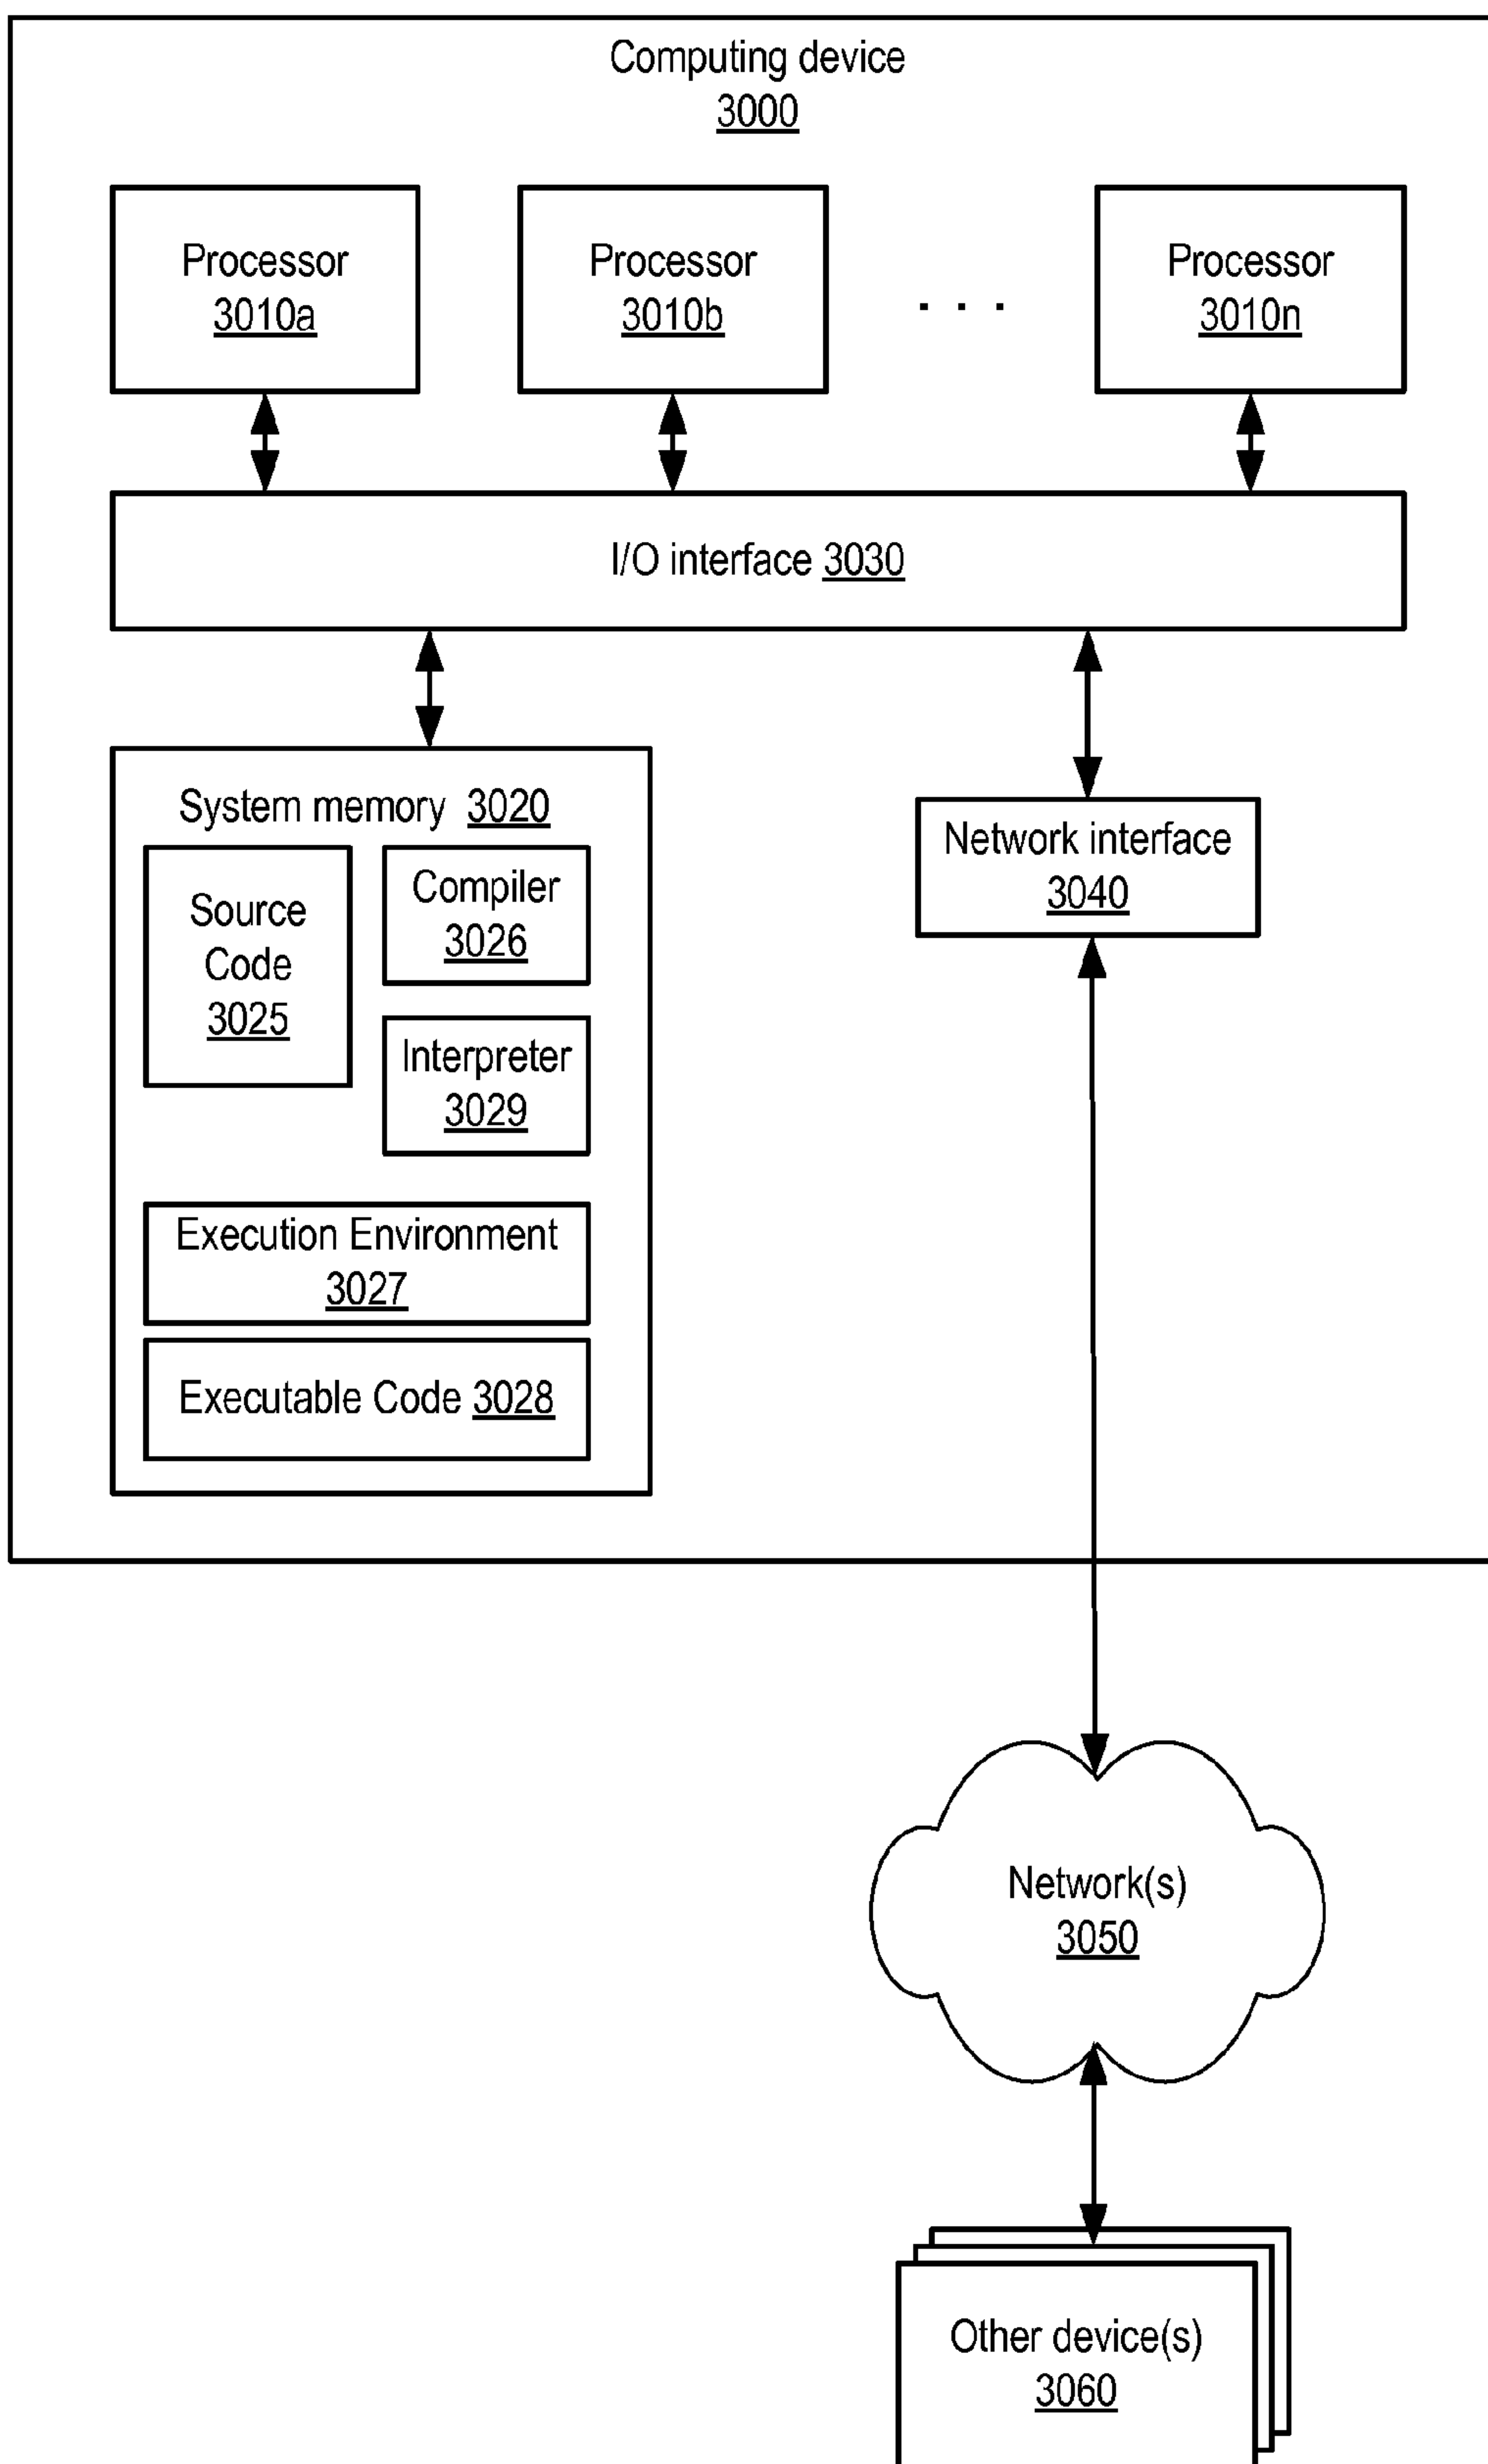 Computing device
3000
Processor
3010a
Processor
3010b
. . .
Processor
3010n
I/O interface 3030
System memory 3020
Source
Code
3025
Compiler
3026
Interpreter
3029
Execution Environment
3027
Executable Code 3028
Network interface
3040
Network(s)
3050
Other device(s)
3060